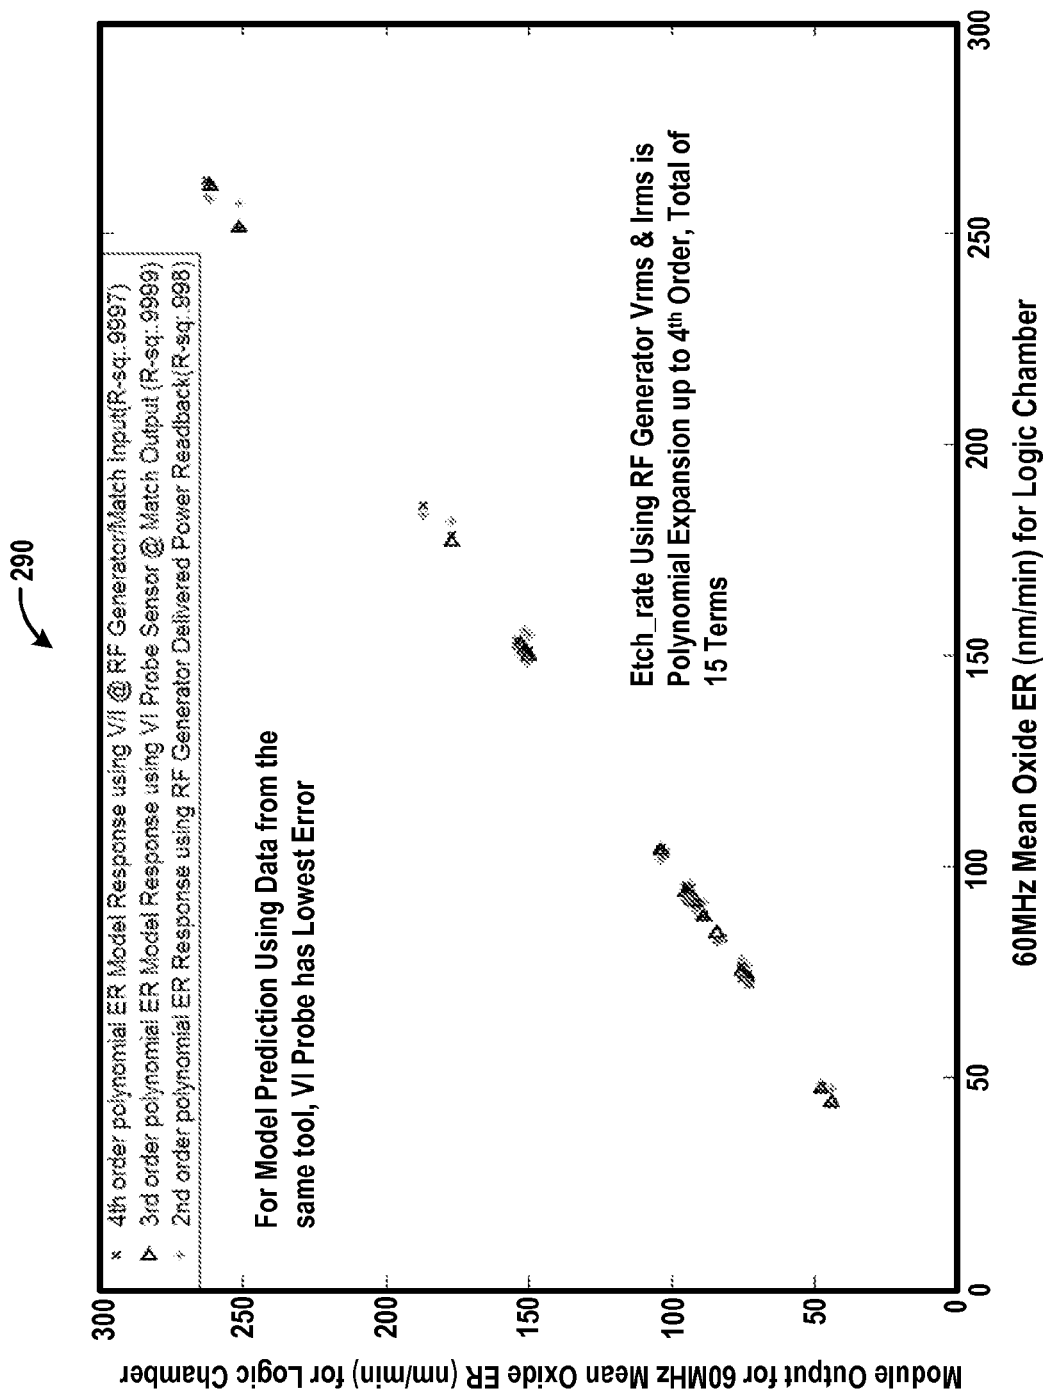 290
4th order polynomial ER Model Response using V/I @ RF Generator/Match Input(R-sq:.9997)
3rd order polynomial ER Model Response using VI Probe Sensor @ Match Output (R-sq:.9999)
2nd order polynomial ER Response using RF Generator Delivered Power Readback(R-sq:.998)
For Model Prediction Using Data from the
same tool, VI Probe has Lowest Error
Etch_rate Using RF Generator Vrms & Irms is
Polynomial Expansion up to 4th Order, Total of
15 Terms
Module Output for 60MHz Mean Oxide ER (nm/min) for Logic Chamber
300
250
200
150
100
50
0
0
50
100
150
200
250
300
60MHz Mean Oxide ER (nm/min) for Logic Chamber